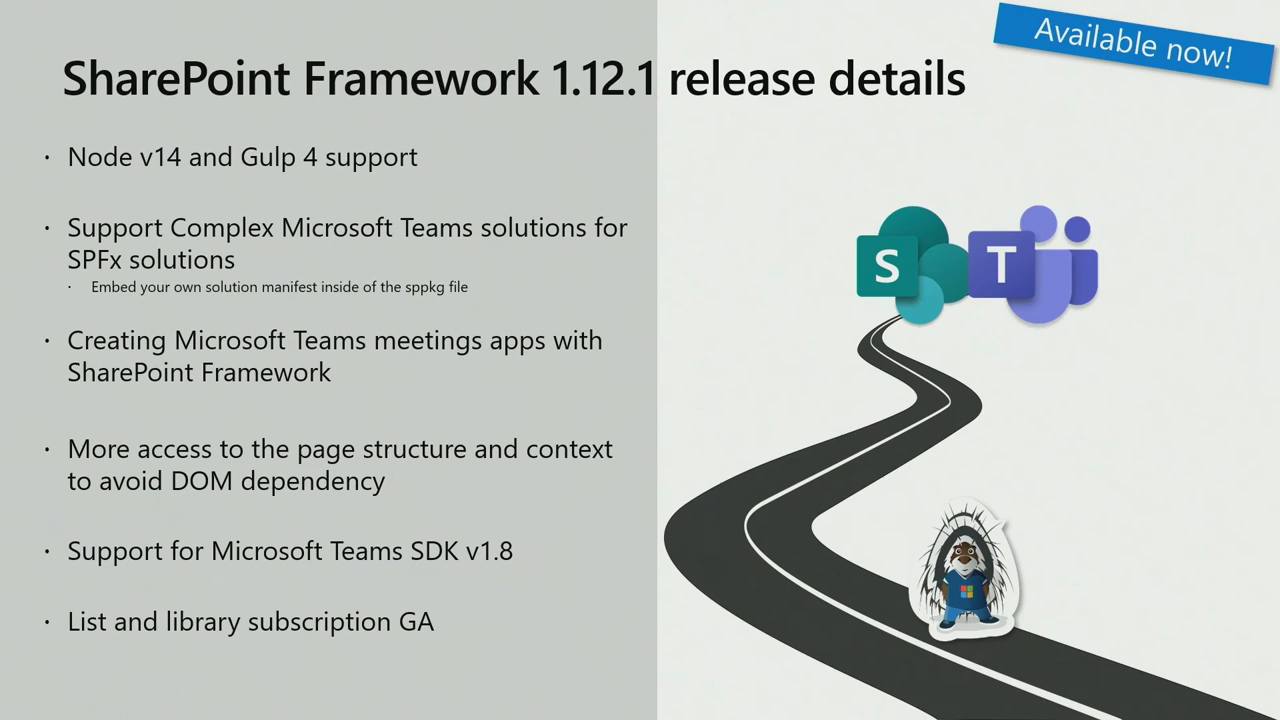 Available now!
SharePoint Framework 1.12.1 release details
· Node v14 and Gulp 4 support
· Support Complex Microsoft Teams solutions for
SPFx solutions
· Embed your own solution manifest inside of the sppkg file
· Creating Microsoft Teams meetings apps with
SharePoint Framework
· More access to the page structure and context
to avoid DOM dependency
· Support for Microsoft Teams SDK v1.8
· List and library subscription GA
S
T